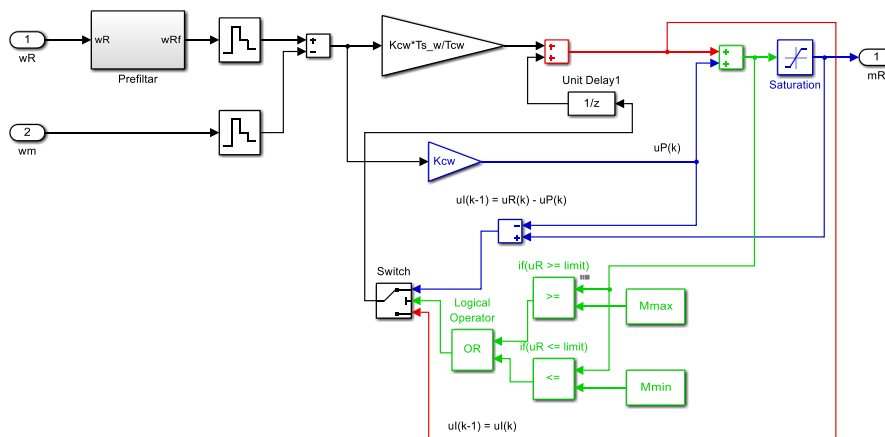 1
wR
wR
wRf
Prefiltar
+
−
Kcw*Ts_w/Tcw
+
+
+
+
Saturation
1
mR
Unit Delay1
1/z
2
wm
Kcw
uP(k)
uI(k-1) = uR(k) - uP(k)
−
+
Switch
if(uR >= limit)
>=
Mmax
Logical
Operator
OR
if(uR <= limit)
<=
Mmin
uI(k-1) = uI(k)